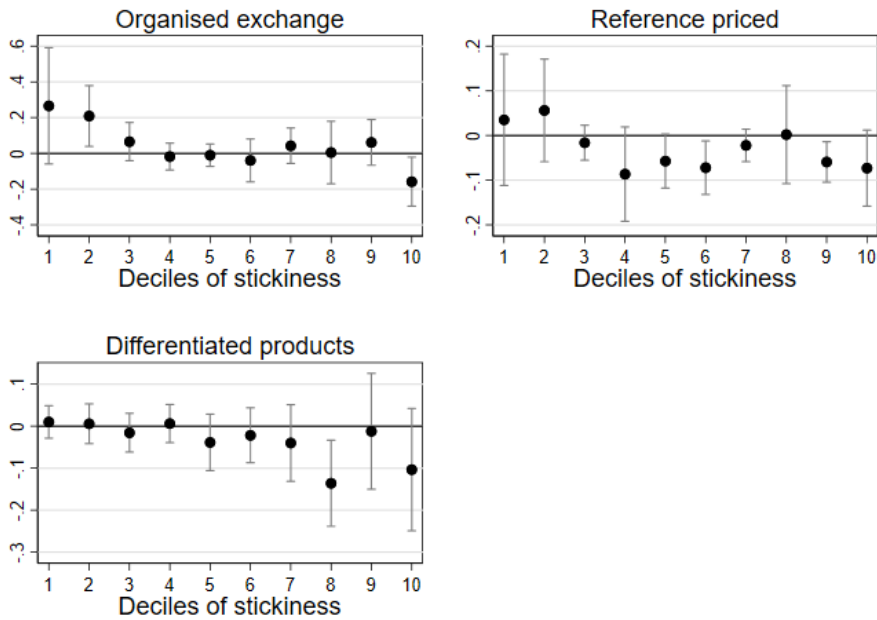 Organised exchange
.6
.4
.2
0
-.2
-.4
1 2 3 4 5 6 7 8 9 10
Deciles of stickiness
Reference priced
.2
.1
0
-.1
-.2
1 2 3 4 5 6 7 8 9 10
Deciles of stickiness
Differentiated products
.1
0
-.1
-.2
-.3
1 2 3 4 5 6 7 8 9 10
Deciles of stickiness